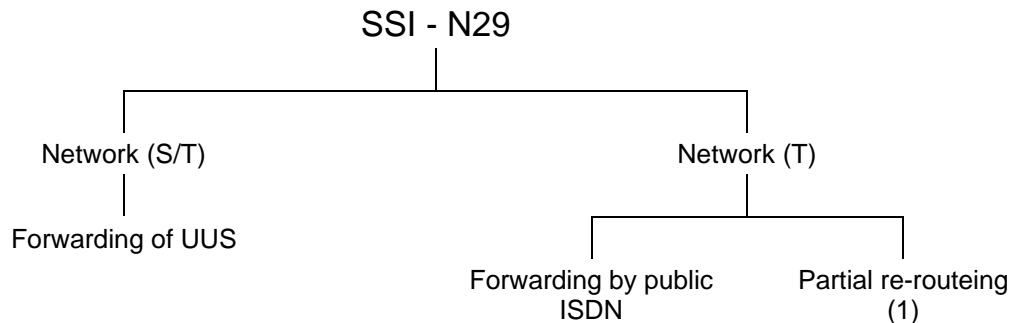 SSI - N29
Network (S/T)
Network (T)
Forwarding of UUS
Forwarding by public
ISDN
Partial re-routeing
(1)